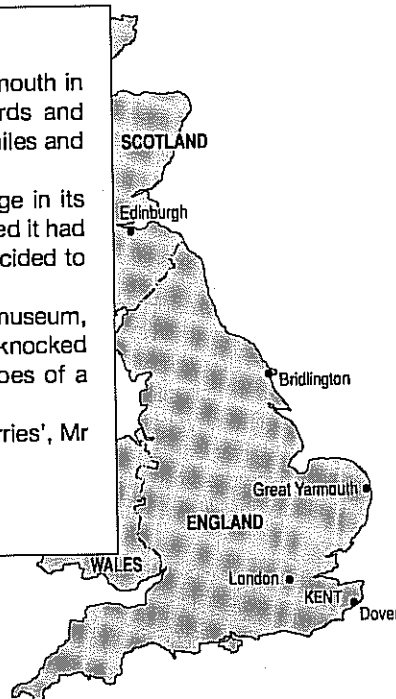 mouth in
rds and
niles and
ge in its
ed it had
cided to
museum,
knocked
oes of a
rries', Mr
SCOTLAND
Edinburgh
Bridlington
Great Yarmouth
ENGLAND
WALES
London
KENT
Dover